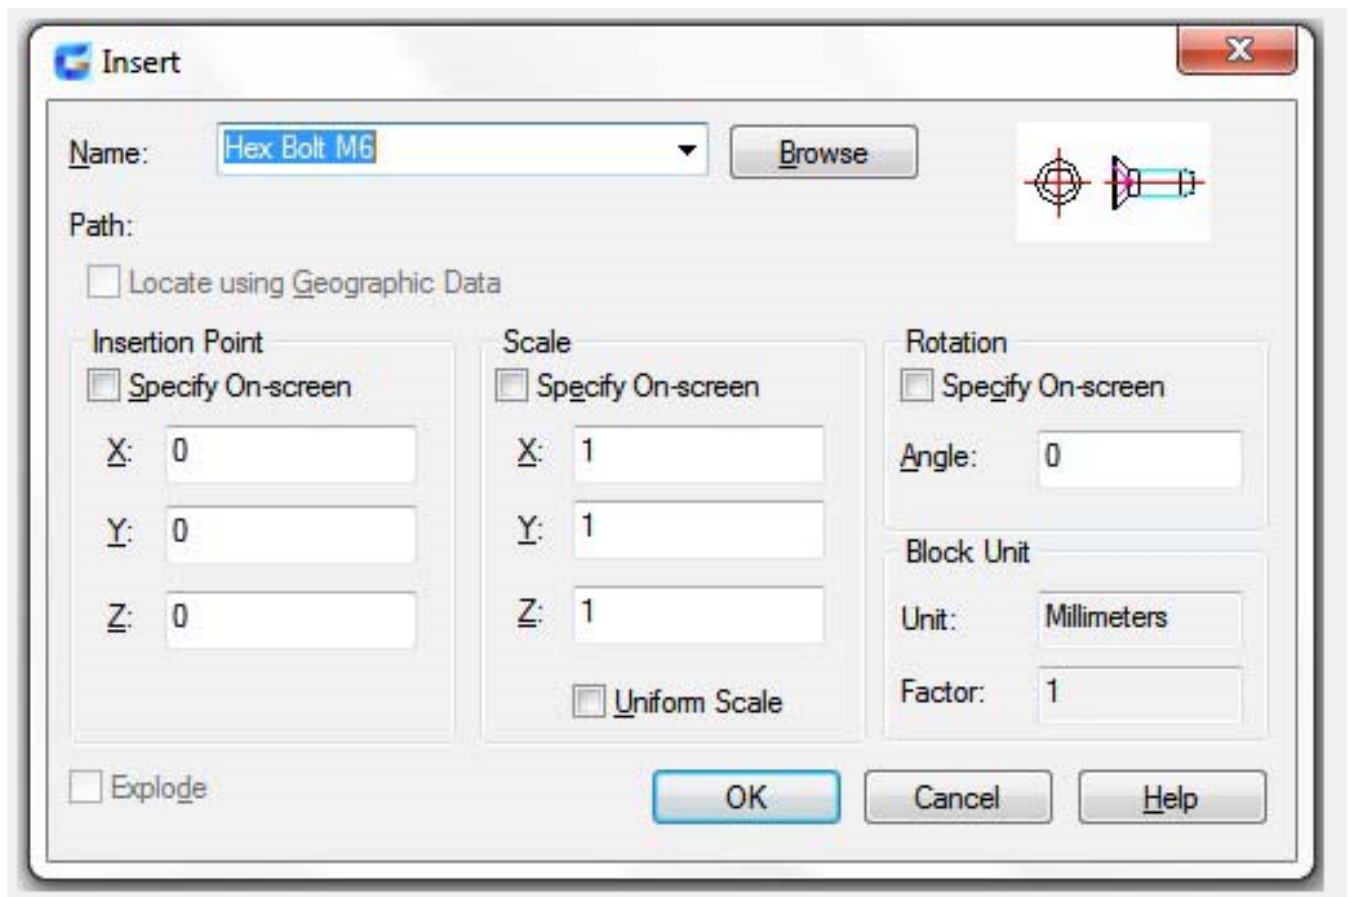 Insert
Name: Hex Bolt M6 Browse
Path:
Locate using Geographic Data
Insertion Point Scale Rotation
Specify On-screen Specify On-screen Specify On-screen
X: 0 X: 1 Angle: 0
Y: 0 Y: 1
Block Unit
Z: 0 Z: 1 Unit: Millimeters
Uniform Scale Factor: 1
Explode OK Cancel Help